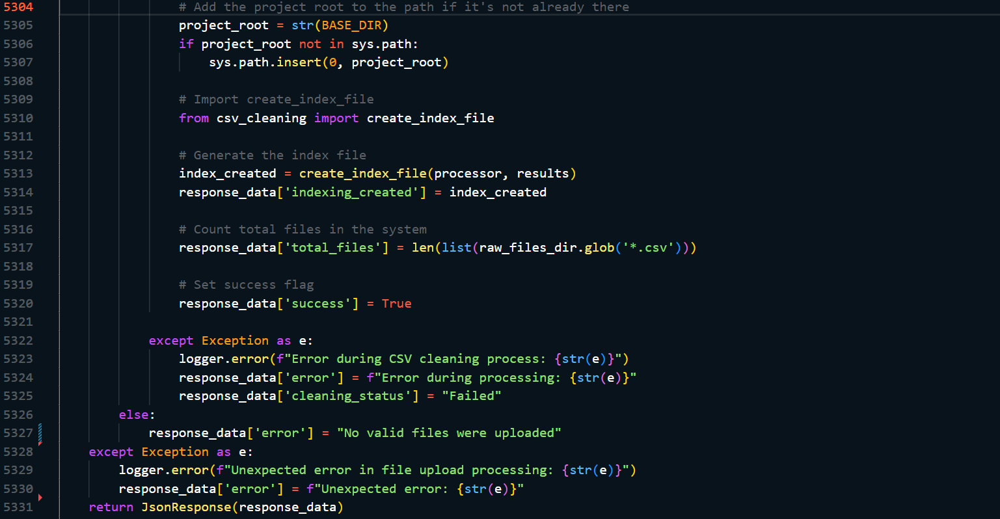 5304 # Add the project root to the path if it's not already there
5305 project_root = str(BASE_DIR)
5306 if project_root not in sys.path:
5307 sys.path.insert(0, project_root)
5308
5309 # Import create_index_file
5310 from csv_cleaning import create_index_file
5311
5312 # Generate the index file
5313 index_created = create_index_file(processor, results)
5314 response_data['indexing_created'] = index_created
5315
5316 # Count total files in the system
5317 response_data['total_files'] = len(list(raw_files_dir.glob('*.csv')))
5318
5319 # Set success flag
5320 response_data['success'] = True
5321
5322 except Exception as e:
5323 logger.error(f"Error during CSV cleaning process: {str(e)}")
5324 response_data['error'] = f"Error during processing: {str(e)}"
5325 response_data['cleaning_status'] = "Failed"
5326 else:
5327 response_data['error'] = "No valid files were uploaded"
5328 except Exception as e:
5329 logger.error(f"Unexpected error in file upload processing: {str(e)}")
5330 response_data['error'] = f"Unexpected error: {str(e)}"
5331 return JsonResponse(response_data)